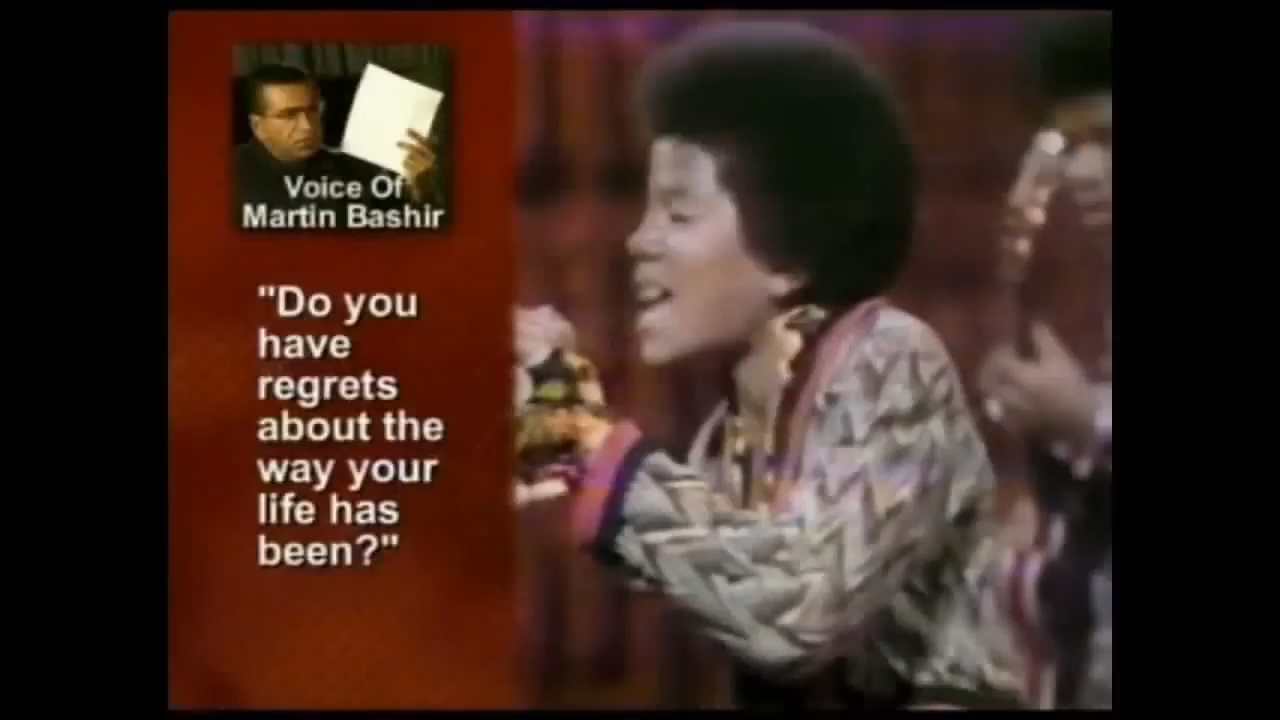 Voice Of
Martin Bashir
"Do you
have
regrets
about the
way your
life has
been?"